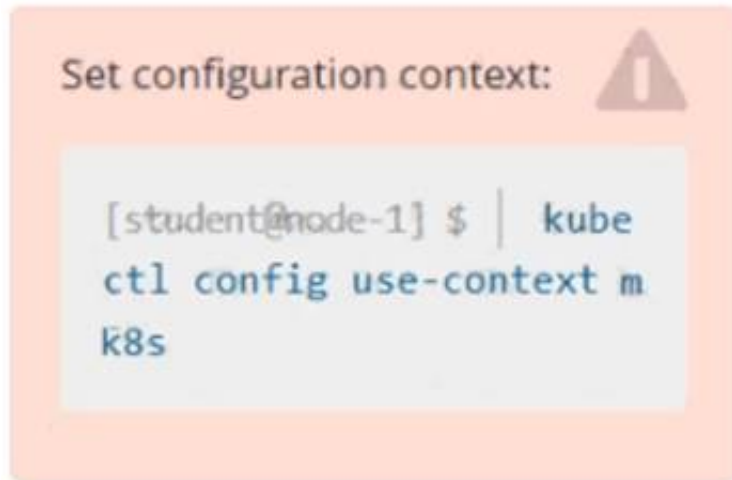 Set configuration context:
[student@node-1] $ | kube
ctl config use-context m
k8s